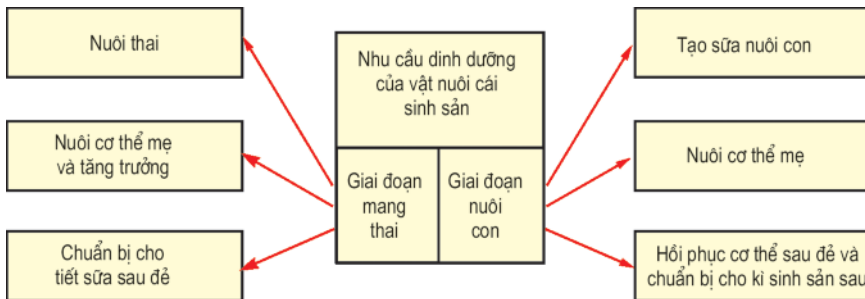 Nuôi thai
Nuôi cơ thể mẹ
và tăng trưởng
Chuẩn bị cho
tiết sữa sau đẻ
Nhu cầu dinh dưỡng
của vật nuôi cái
sinh sản
Giai đoạn
mang
thai
Giai đoạn
nuôi
con
Tạo sữa nuôi con
Nuôi cơ thể mẹ
Hồi phục cơ thể sau đẻ và
chuẩn bị cho kì sinh sản sau